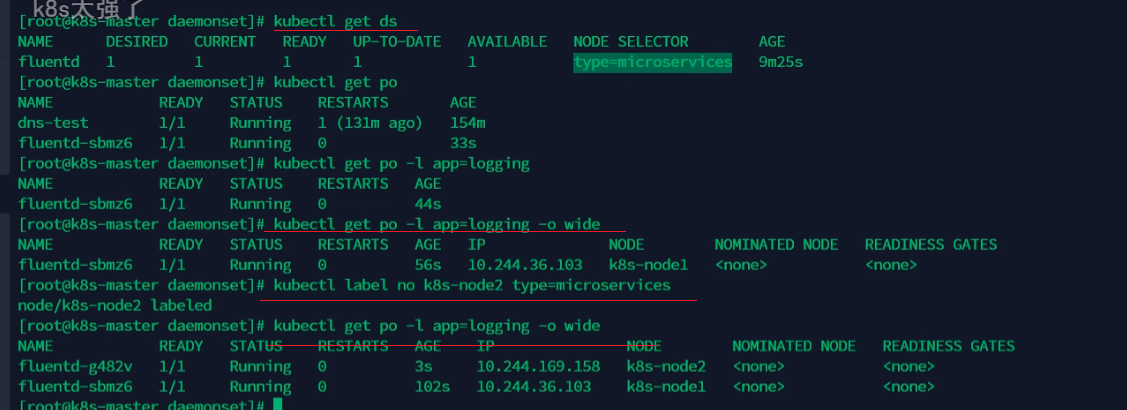 k8s太强了
[root@k8s-master daemonset]# kubectl get ds
NAME DESIRED CURRENT READY UP-TO-DATE AVAILABLE NODE SELECTOR AGE
fluentd 1 1 1 1 1 type=microservices 9m25s
[root@k8s-master daemonset]# kubectl get po
NAME READY STATUS RESTARTS AGE
dns-test 1/1 Running 1 (131m ago) 154m
fluentd-sbmz6 1/1 Running 0 33s
[root@k8s-master daemonset]# kubectl get po -l app=logging
NAME READY STATUS RESTARTS AGE
fluentd-sbmz6 1/1 Running 0 44s
[root@k8s-master daemonset]# kubectl get po -l app=logging -o wide
NAME READY STATUS RESTARTS AGE IP NODE NOMINATED NODE READINESS GATES
fluentd-sbmz6 1/1 Running 0 56s 10.244.36.103 k8s-node1 <none> <none>
[root@k8s-master daemonset]# kubectl label no k8s-node2 type=microservices
node/k8s-node2 labeled
[root@k8s-master daemonset]# kubectl get po -l app=logging -o wide
NAME READY STATUS RESTARTS AGE IP NODE NOMINATED NODE READINESS GATES
fluentd-g482v 1/1 Running 0 3s 10.244.169.158 k8s-node2 <none> <none>
fluentd-sbmz6 1/1 Running 0 102s 10.244.36.103 k8s-node1 <none> <none>
[root@k8s-master daemonset]#